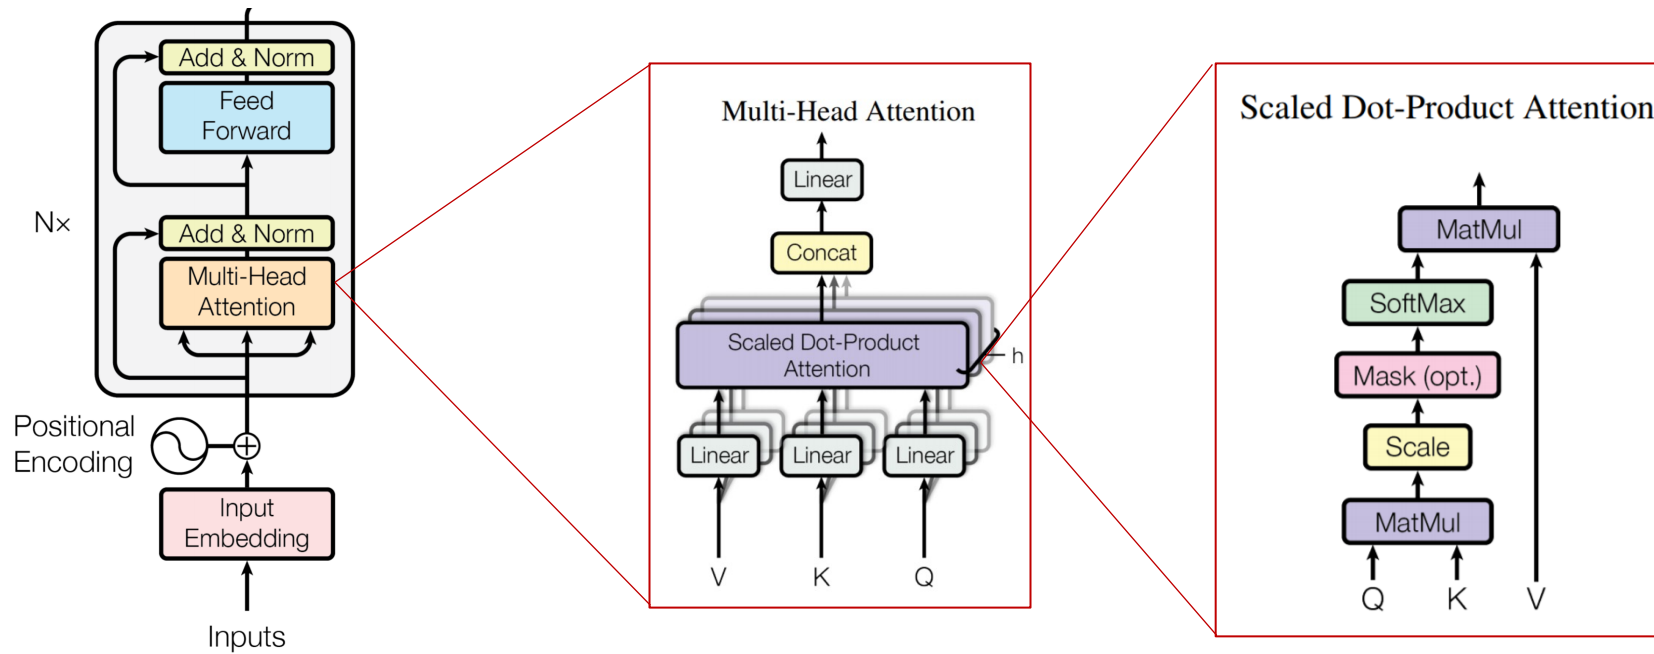 Add & Norm
Feed
Forward
Nx
Add & Norm
Multi-Head
Attention
Positional
Encoding
Input
Embedding
Inputs
Multi-Head Attention
Linear
Concat
Scaled Dot-Product
Attention
h
Linear
Linear
Linear
V
K
Q
Scaled Dot-Product Attention
MatMul
SoftMax
Mask (opt.)
Scale
MatMul
Q
K
V